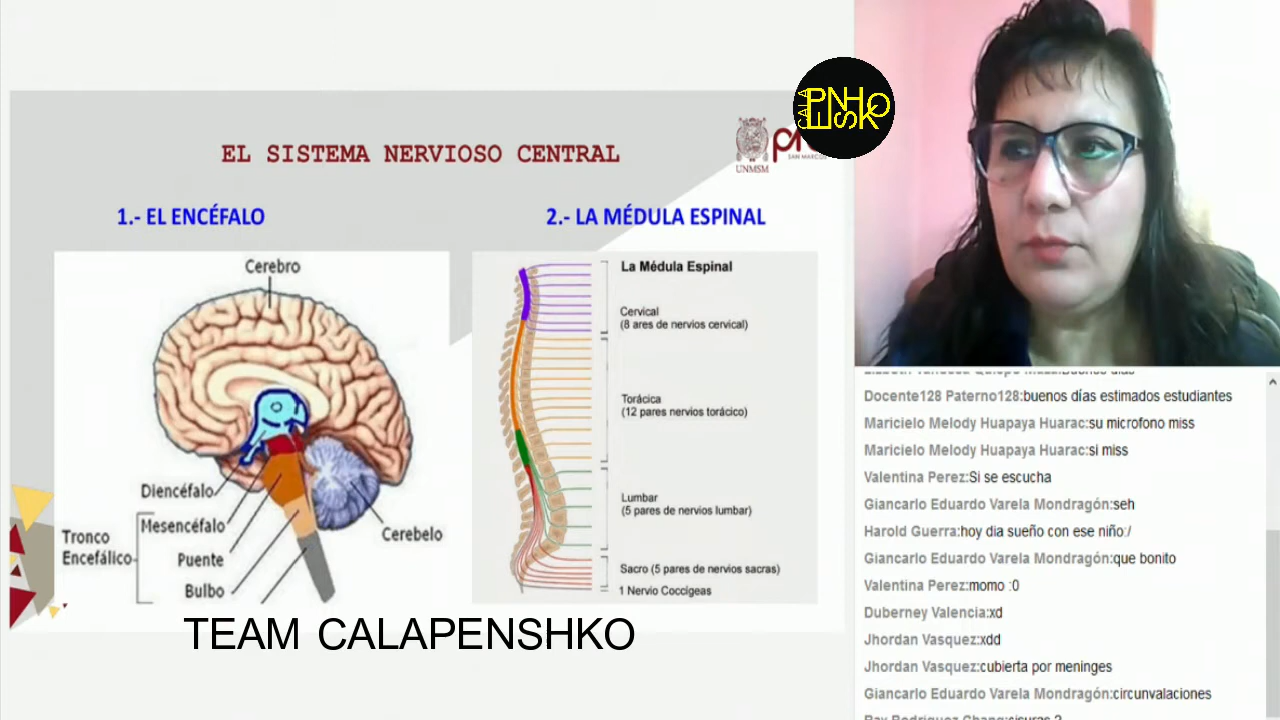 EL SISTEMA NERVIOSO CENTRAL
UNMSM
SAN MARCOS
CALA
PENSHKO
1.- EL ENCÉFALO
2.- LA MÉDULA ESPINAL
Cerebro
Diencéfalo
Mesencéfalo
Tronco
Encefálico
Puente
Bulbo
Cerebelo
La Médula Espinal
Cervical
(8 ares de nervios cervical)
Torácica
(12 pares nervios torácico)
Lumbar
(5 pares de nervios lumbar)
Sacro (5 pares de nervios sacras)
1 Nervio Coccígeas
TEAM CALAPENSHKO
Docente128 Paterno128:buenos días estimados estudiantes
Maricielo Melody Huapaya Huarac:su microfono miss
Maricielo Melody Huapaya Huarac:si miss
Valentina Perez:Si se escucha
Giancarlo Eduardo Varela Mondragón:seh
Harold Guerra:hoy dia sueño con ese niño:/
Giancarlo Eduardo Varela Mondragón:que bonito
Valentina Perez:momo :0
Duberney Valencia:xd
Jhordan Vasquez:xdd
Jhordan Vasquez:cubierta por meninges
Giancarlo Eduardo Varela Mondragón:circunvalaciones